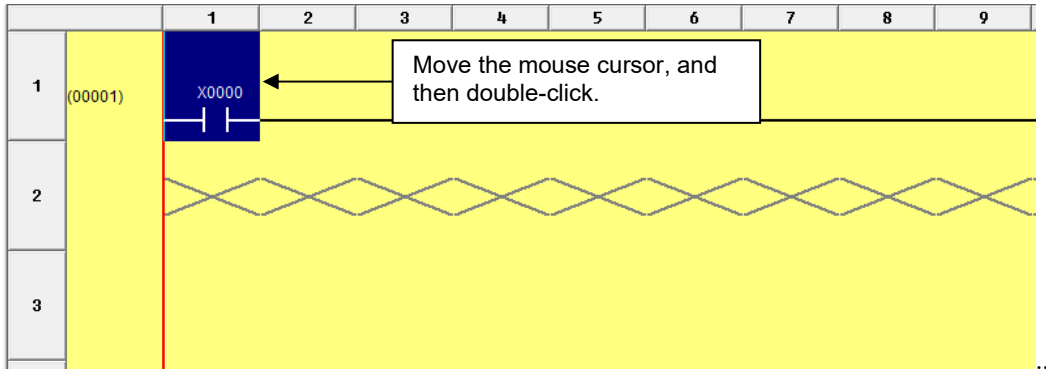 1 2 3 4 5 6 7 8 9
Move the mouse cursor, and
then double-click.
1 (00001) X0000
2
3
..